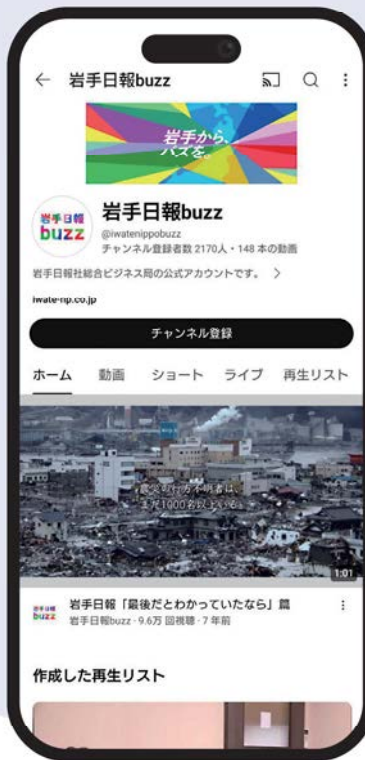 岩手日報buzz
岩手から、
バズを。
岩手日報
buzz
岩手日報buzz
@iwatenippobuzz
チャンネル登録者数 2170人・148 本の動画
岩手日報社総合ビジネス局の公式アカウントです。
iwate-np.co.jp
チャンネル登録
ホーム 動画 ショート ライブ 再生リスト
震災の行方不明者は、
まだ1000名以上いる。
1:01
岩手日報
buzz
岩手日報「最後だとわかっていたなら」篇
岩手日報buzz・9.6万 回視聴・7 年前
作成した再生リスト